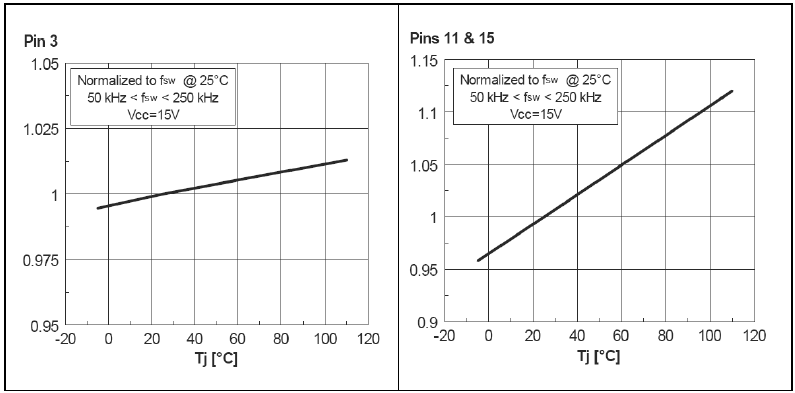 Pin 3
1.05
1.025
1
0.975
0.95
-20 0 20 40 60 80 100 120
Tj [°C]
Normalized to fsw @ 25°C
50 kHz < fsw < 250 kHz
Vcc=15V
Pins 11 & 15
1.15
1.1
1.05
1
0.95
0.9
-20 0 20 40 60 80 100 120
Tj [°C]
Normalized to fsw @ 25°C
50 kHz < fsw < 250 kHz
Vcc=15V